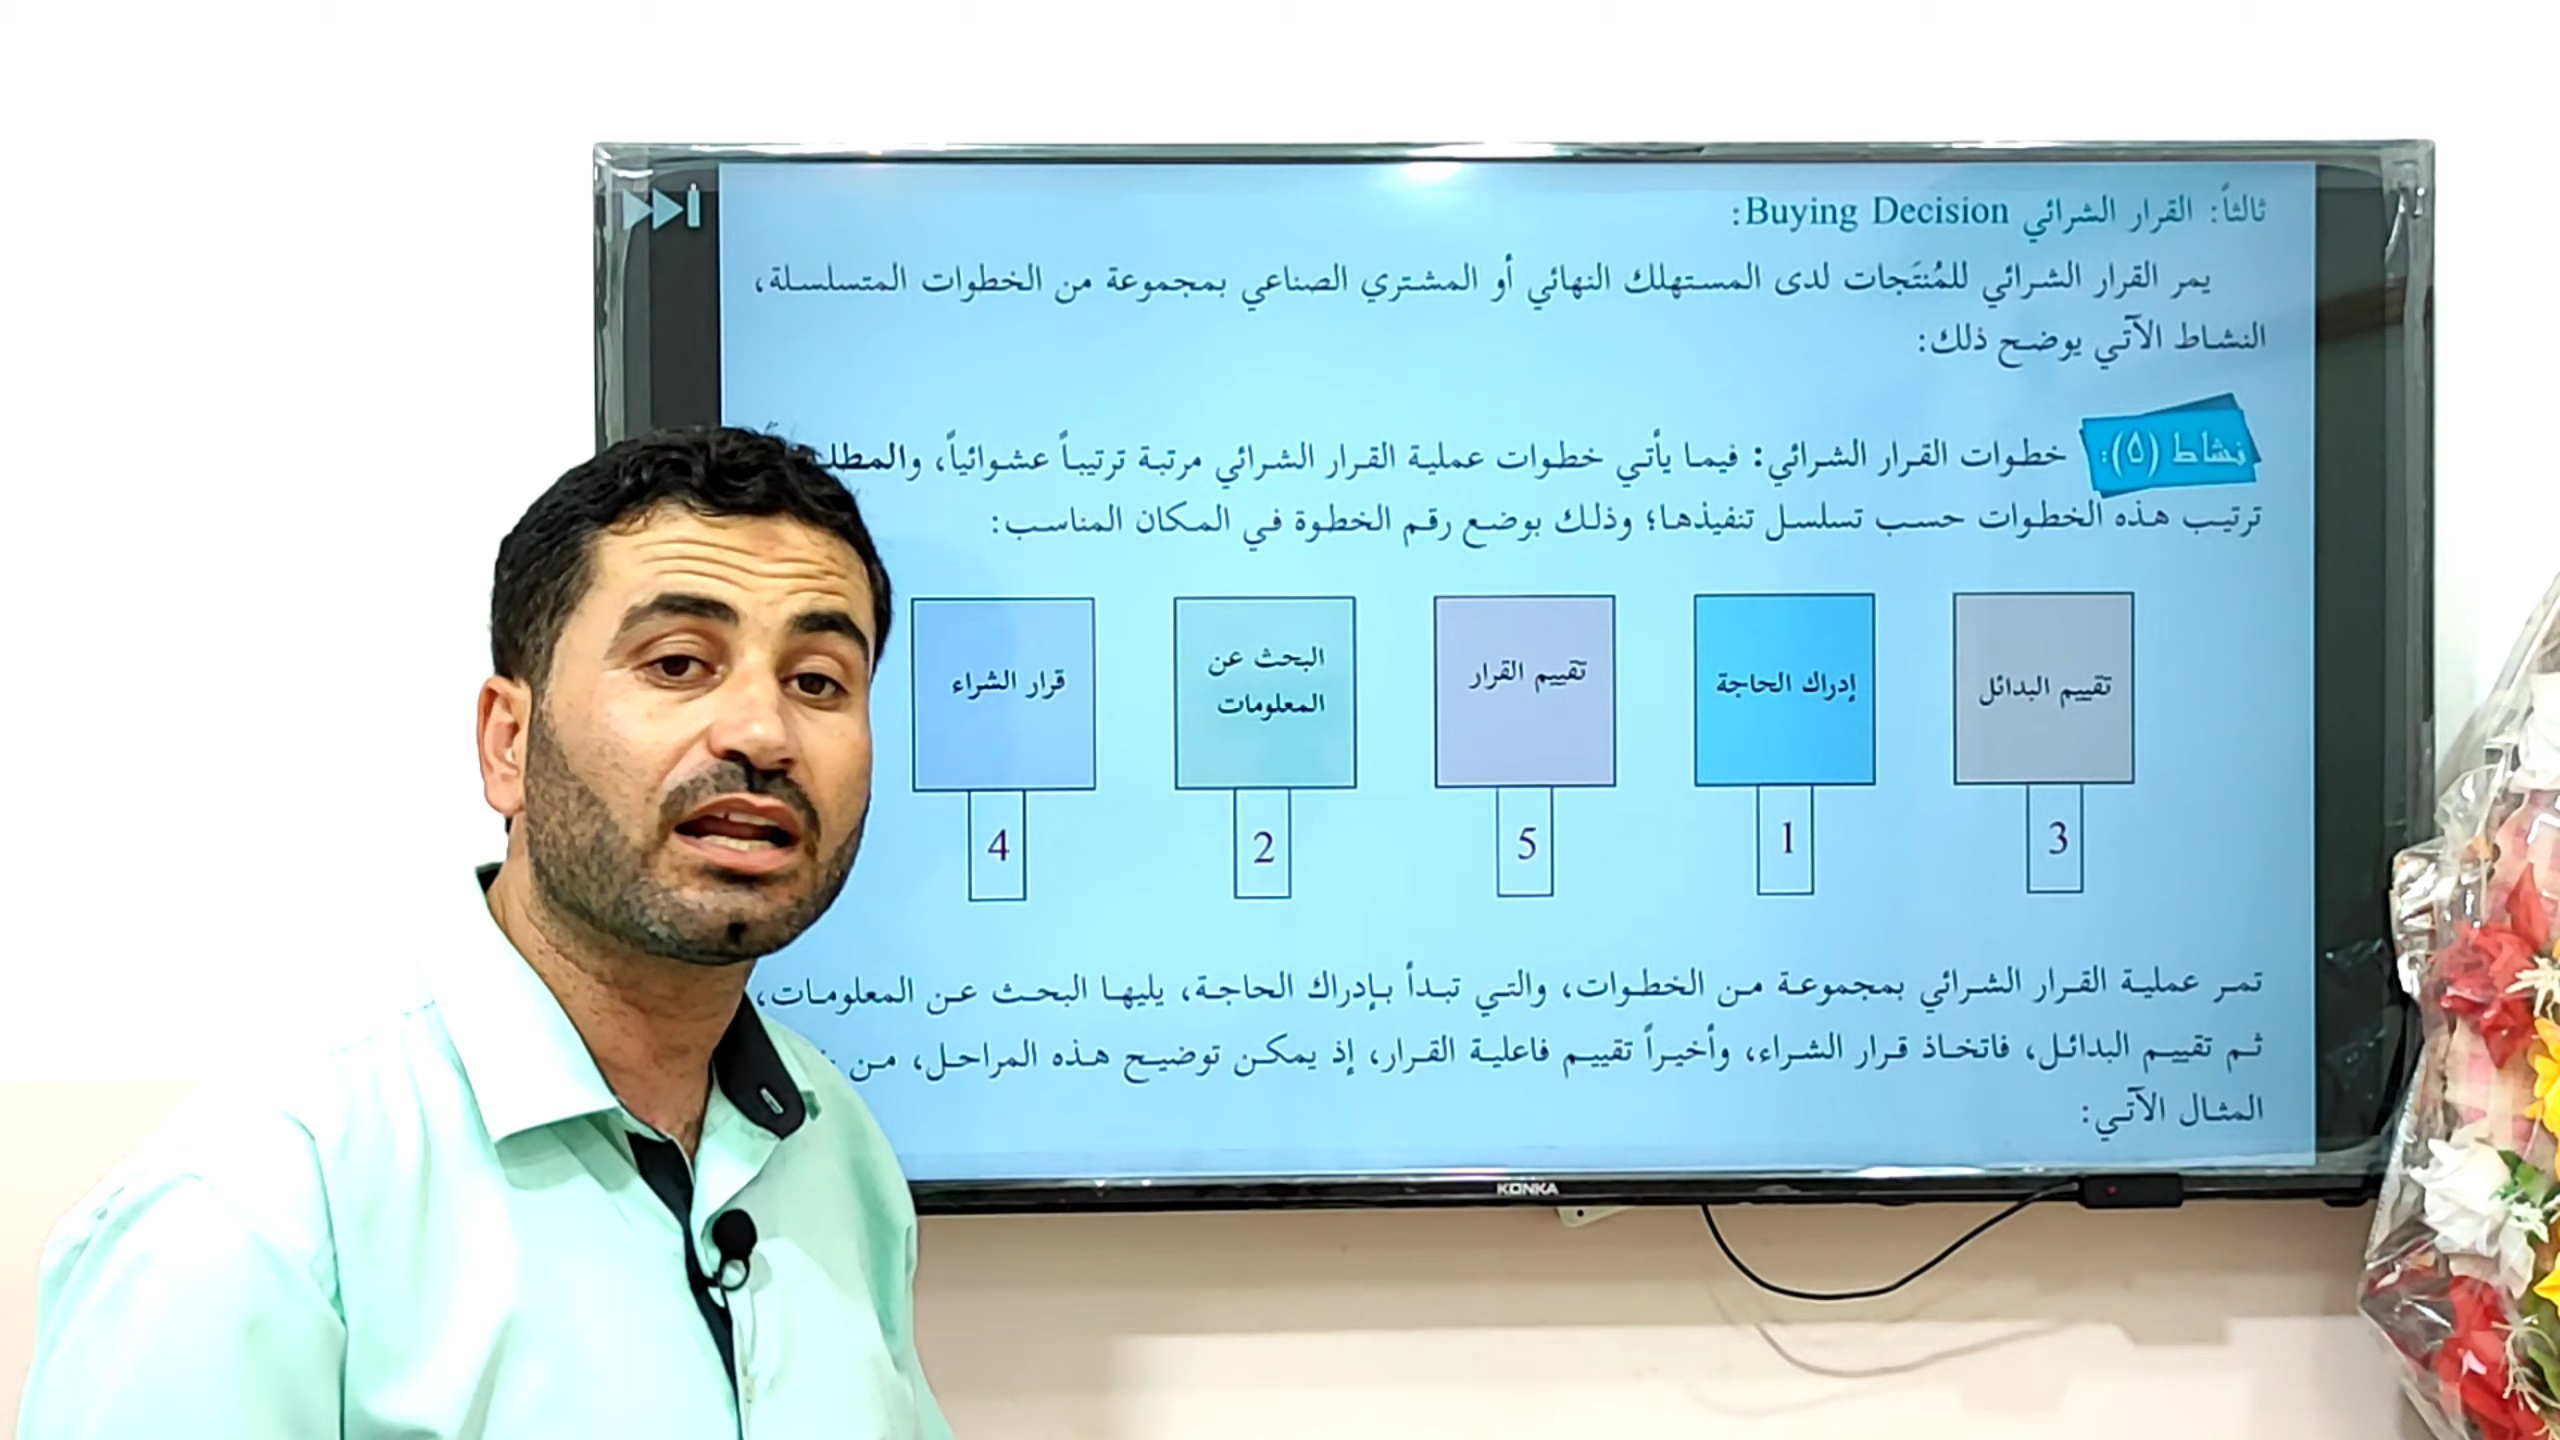 ثالثاً: القرار الشرائي Buying Decision:
يمر القرار الشرائي للمُنتَجات لدى المستهلك النهائي أو المشتري الصناعي بمجموعة من الخطوات المتسلسلة،
النشاط الآتي يوضح ذلك:
نشاط (٥): خطوات القرار الشرائي: فيما يأتي خطوات عملية القرار الشرائي مرتبة ترتيباً عشوائياً،
ترتيب هذه الخطوات حسب تسلسل تنفيذها؛ وذلك بوضع رقم الخطوة في المكان المناسب:
تقييم البدائل
3
إدراك الحاجة
1
تقييم القرار
5
البحث عن
المعلومات
2
قرار الشراء
4
تمر عملية القرار الشرائي بمجموعة من الخطوات، والتي تبدأ بإدراك الحاجة، يليها البحث عن المعلومات،
ثم تقييم البدائل، فاتخاذ قرار الشراء، وأخيراً تقييم فاعلية القرار، إذ يمكن توضيح هذه المراحل، من
المثال الآتي:
KONKA